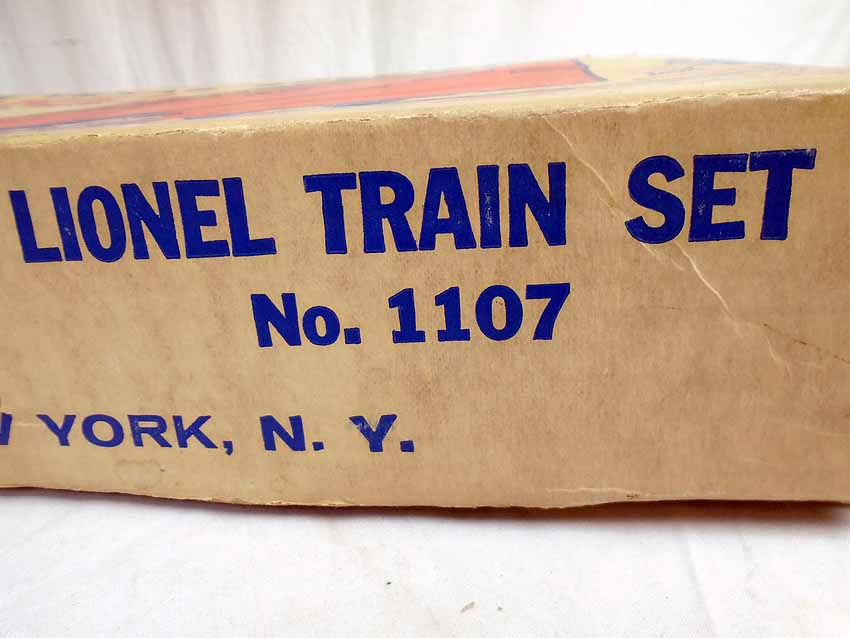 LIONEL TRAIN SET
No. 1107
YORK, N. Y.